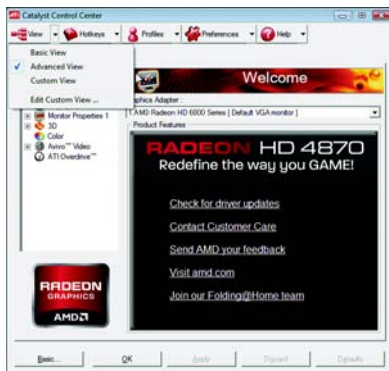 Catalyst Control Center
View Hotkeys Profiles Preferences Help
Basic View
Advanced View
Custom View
Edit Custom View ...
Welcome
Graphics Adapter :
1.AMD Radeon HD 6800 Series [ Default VGA monitor ]
Monitor Properties 1
3D
Color
Avivo™ Video
ATI Overdrive™
Product Features
RADEON HD 4870
Redefine the way you GAME!
Check for driver updates
Contact Customer Care
Send AMD your feedback
Visit amd.com
Join our Folding@Home team
RADEON
GRAPHICS
AMD
Basic... OK Apply Discard Defaults